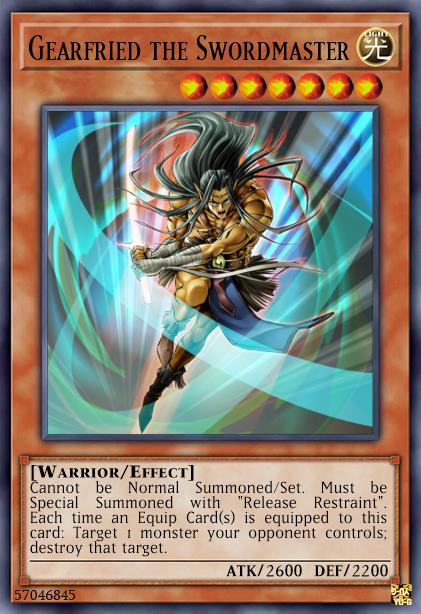 Gearfried the Swordmaster
LIGHT
光
[Warrior/Effect]
Cannot be Normal Summoned/Set. Must be
Special Summoned with "Release Restraint".
Each time an Equip Card(s) is equipped to this
card: Target 1 monster your opponent controls;
destroy that target.
ATK/2600 DEF/2200
57046845